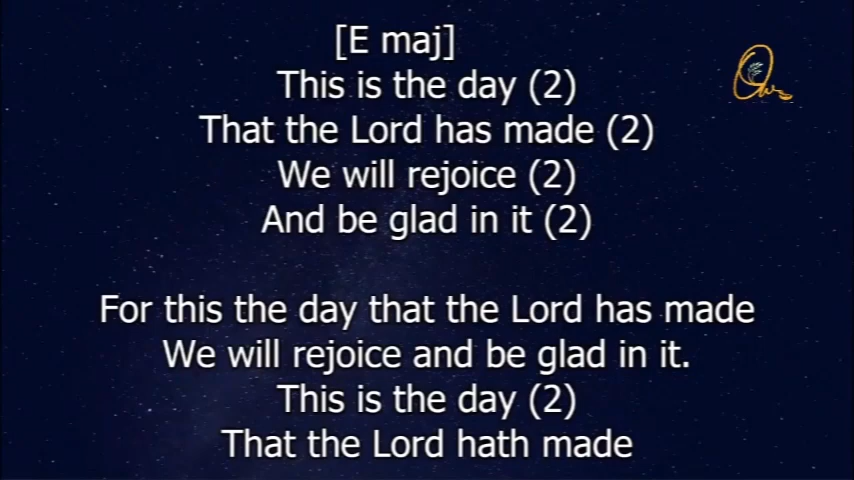 [E maj]
This is the day (2)
That the Lord has made (2)
We will rejoice (2)
And be glad in it (2)
For this the day that the Lord has made
We will rejoice and be glad in it.
This is the day (2)
That the Lord hath made